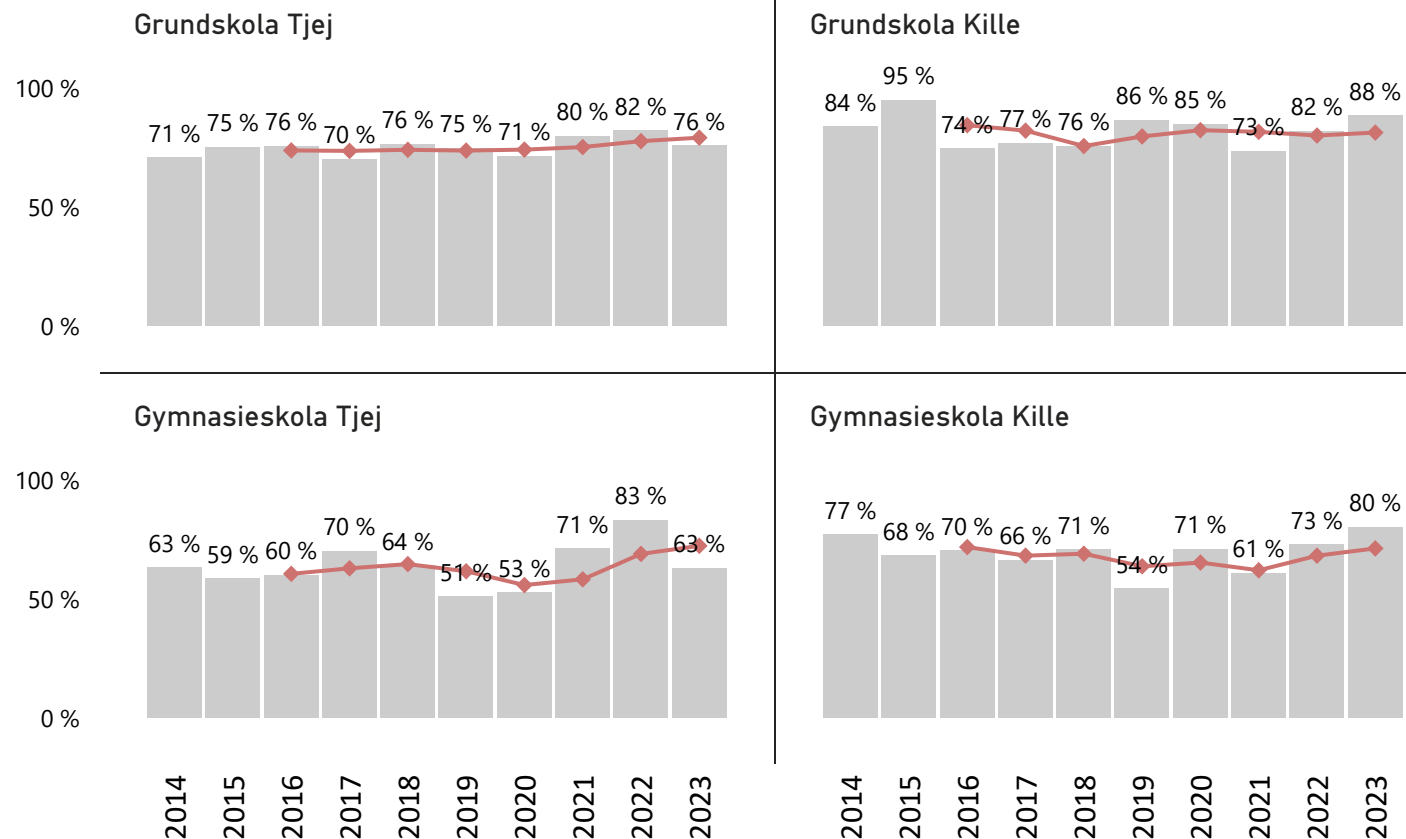 Grundskola Tjej
100 %
50 %
0 %
71 % 75 % 76 % 70 % 76 % 75 % 71 % 80 % 82 % 76 %
Grundskola Kille
84 % 95 % 74 % 77 % 76 % 86 % 85 % 73 % 82 % 88 %
Gymnasieskola Tjej
100 %
50 %
0 %
63 % 59 % 60 % 70 % 64 % 51 % 53 % 71 % 83 % 63 %
Gymnasieskola Kille
77 % 68 % 70 % 66 % 71 % 54 % 71 % 61 % 73 % 80 %
2014 2015 2016 2017 2018 2019 2020 2021 2022 2023
2014 2015 2016 2017 2018 2019 2020 2021 2022 2023